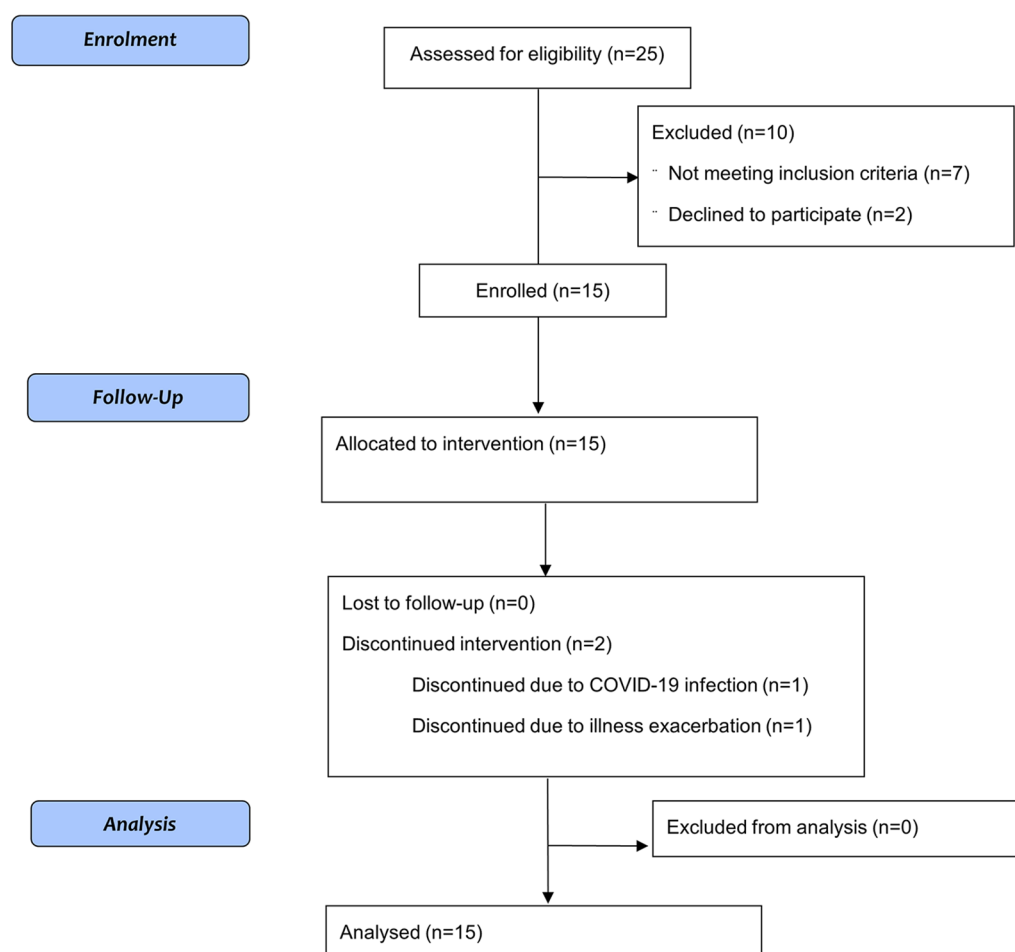 Enrolment
Assessed for eligibility (n=25)
Excluded (n=10)
¨ Not meeting inclusion criteria (n=7)
¨ Declined to participate (n=2)
Enrolled (n=15)
Follow-Up
Allocated to intervention (n=15)
Lost to follow-up (n=0)
Discontinued intervention (n=2)
Discontinued due to COVID-19 infection (n=1)
Discontinued due to illness exacerbation (n=1)
Analysis
Excluded from analysis (n=0)
Analysed (n=15)